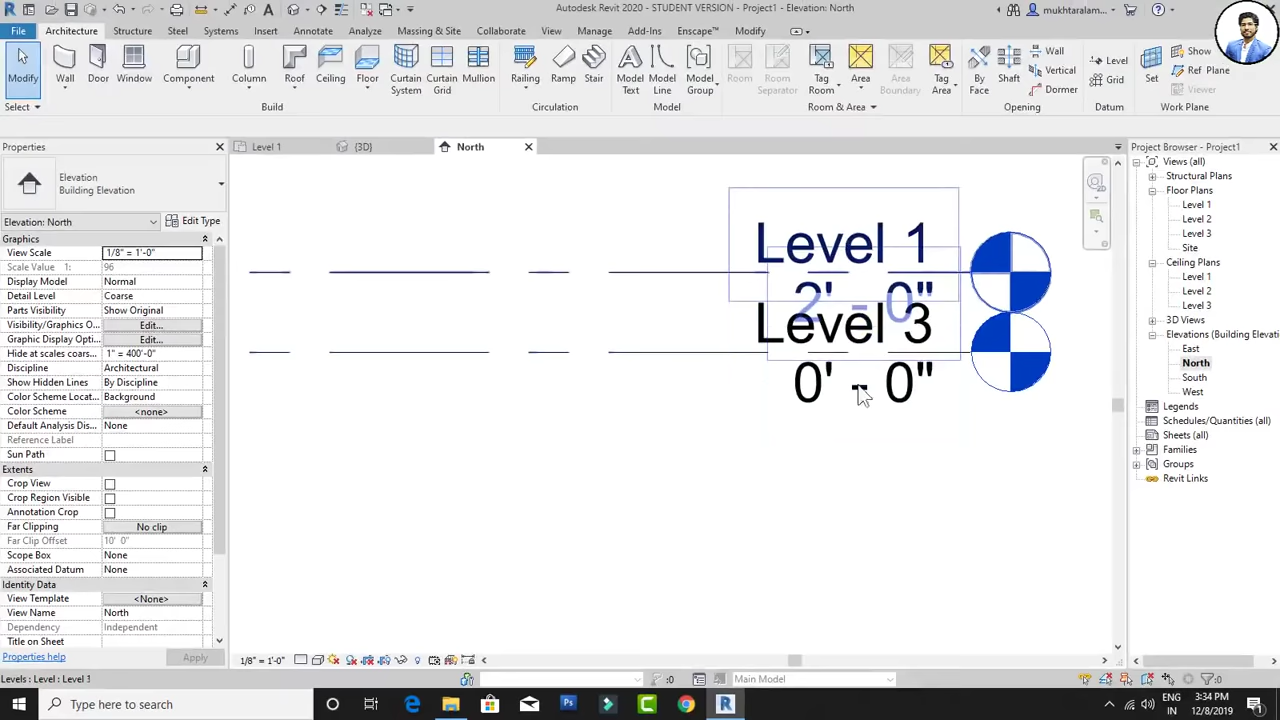 Autodesk Revit 2020 - STUDENT VERSION - Project1 - Elevation: North
mukhtaralam...
File Architecture Structure Steel Systems Insert Annotate Analyze Massing & Site Collaborate View Manage Add-Ins Enscape™ Modify
Modify
Wall
Door
Window
Component
Column
Roof
Ceiling
Floor
Curtain System
Curtain Grid
Mullion
Railing
Ramp
Stair
Model Text
Model Line
Model Group
Room
Room Separator
Tag Room
Area
Area Boundary
Tag Area
By Face
Shaft
Wall
Vertical
Dormer
Level
Grid
Set
Show
Ref Plane
Viewer
Select
Build
Circulation
Model
Room & Area
Opening
Datum
Work Plane
Properties
Level 1
{3D}
North
Project Browser - Project1
Elevation
Building Elevation
Elevation: North
Edit Type
Graphics
View Scale 1/8" = 1'-0"
Scale Value 1: 96
Display Model Normal
Detail Level Coarse
Parts Visibility Show Original
Visibility/Graphics O... Edit...
Graphic Display Opti... Edit...
Hide at scales coars... 1" = 400'-0"
Discipline Architectural
Show Hidden Lines By Discipline
Color Scheme Locat... Background
Color Scheme <none>
Default Analysis Dis... None
Reference Label
Sun Path
Extents
Crop View
Crop Region Visible
Annotation Crop
Far Clipping No clip
Far Clip Offset 10' 0"
Scope Box None
Associated Datum None
Identity Data
View Template <None>
View Name North
Dependency Independent
Title on Sheet
Properties help
Apply
Level 1
2' - 0"
Level 3
0' - 0"
Views (all)
Structural Plans
Floor Plans
Level 1
Level 2
Level 3
Site
Ceiling Plans
Level 1
Level 2
Level 3
3D Views
Elevations (Building Elevation
East
North
South
West
Legends
Schedules/Quantities (all)
Sheets (all)
Families
Groups
Revit Links
1/8" = 1'-0"
:0
Main Model
:0
Type here to search
ENG
IN
3:34 PM
12/8/2019